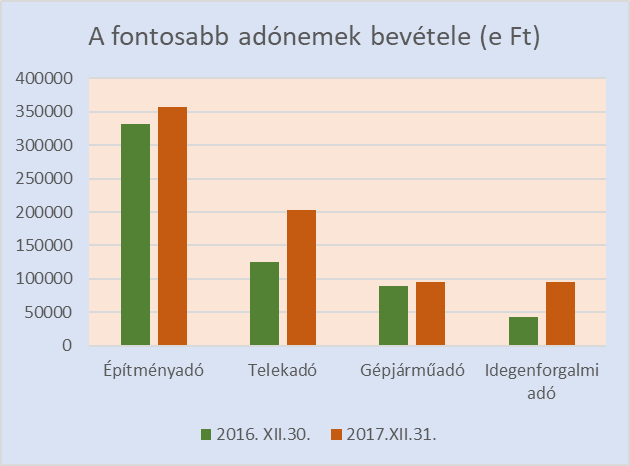 A fontosabb adónemek bevétele (e Ft)
400000
350000
300000
250000
200000
150000
100000
50000
0
Építményadó Telekadó Gépjárműadó Idegenforgalmi
adó
2016. XII.30. 2017.XII.31.